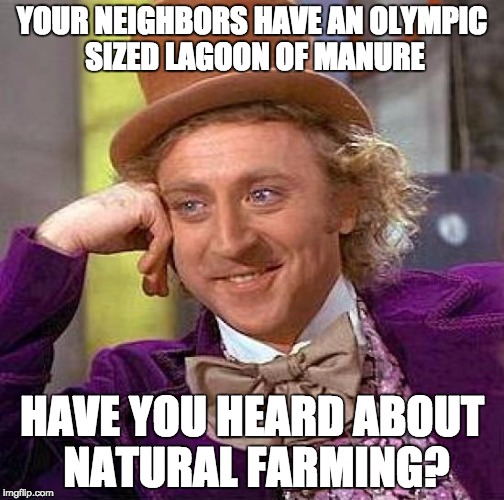 YOUR NEIGHBORS HAVE AN OLYMPIC
SIZED LAGOON OF MANURE
HAVE YOU HEARD ABOUT
NATURAL FARMING?
imgflip.com